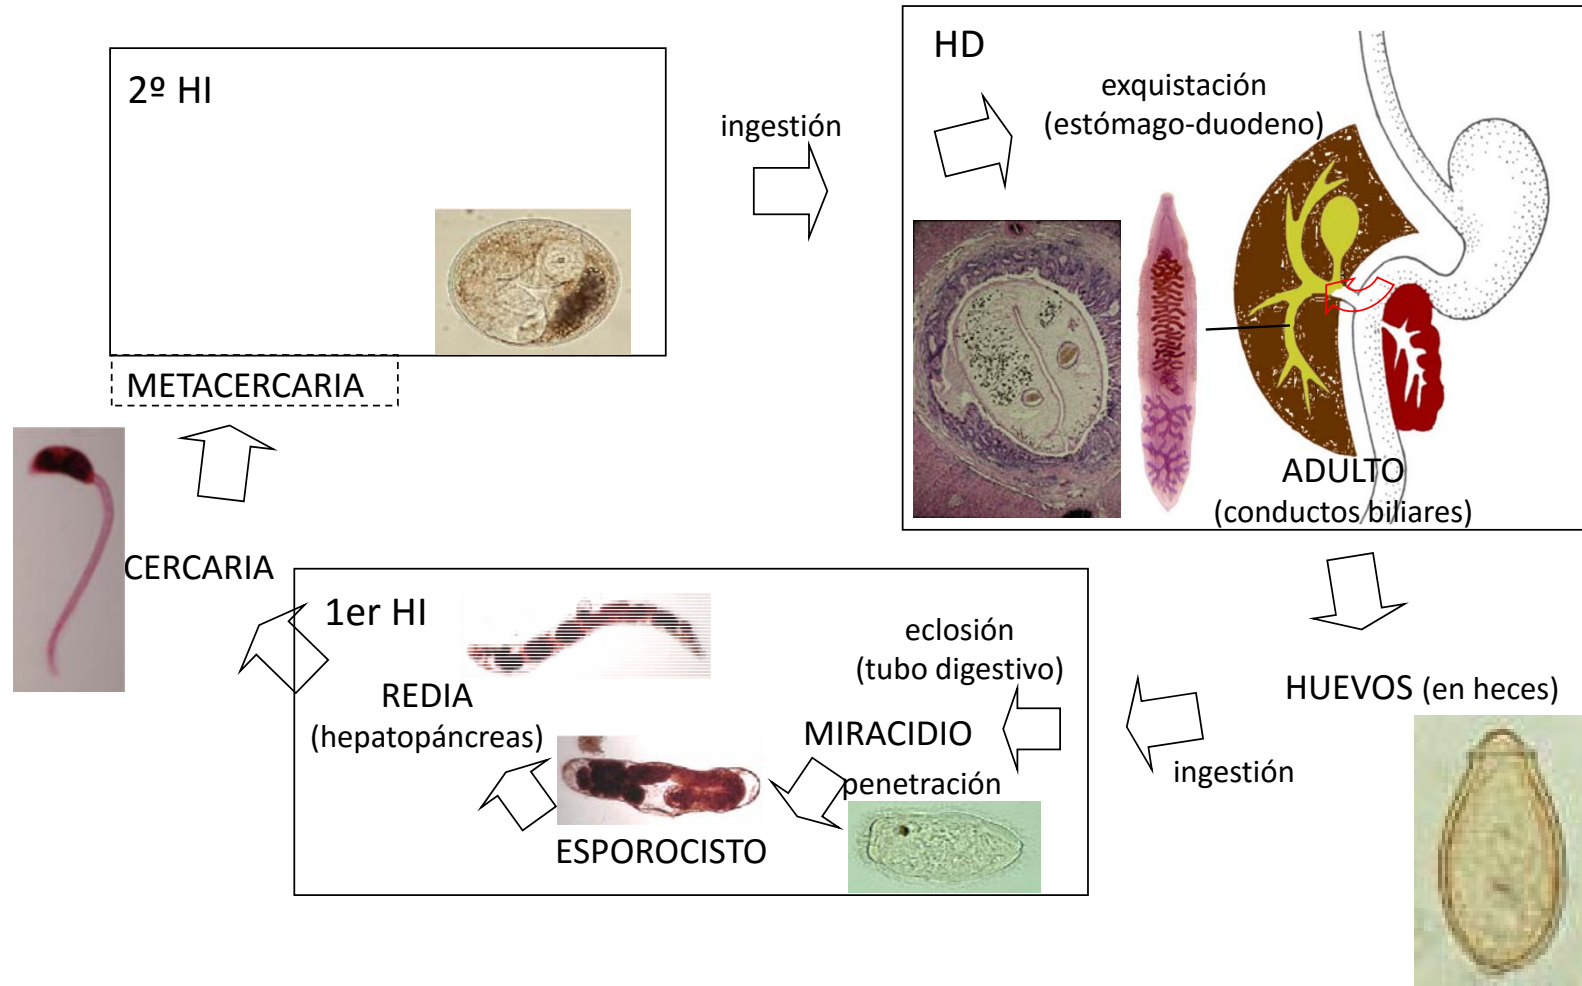 2º HI
METACERCARIA
ingestión
HD
exquistación
(estómago-duodeno)
ADULTO
(conductos biliares)
HUEVOS (en heces)
ingestión
1er HI
eclosión
(tubo digestivo)
MIRACIDIO
penetración
ESPOROCISTO
REDIA
(hepatopáncreas)
CERCARIA